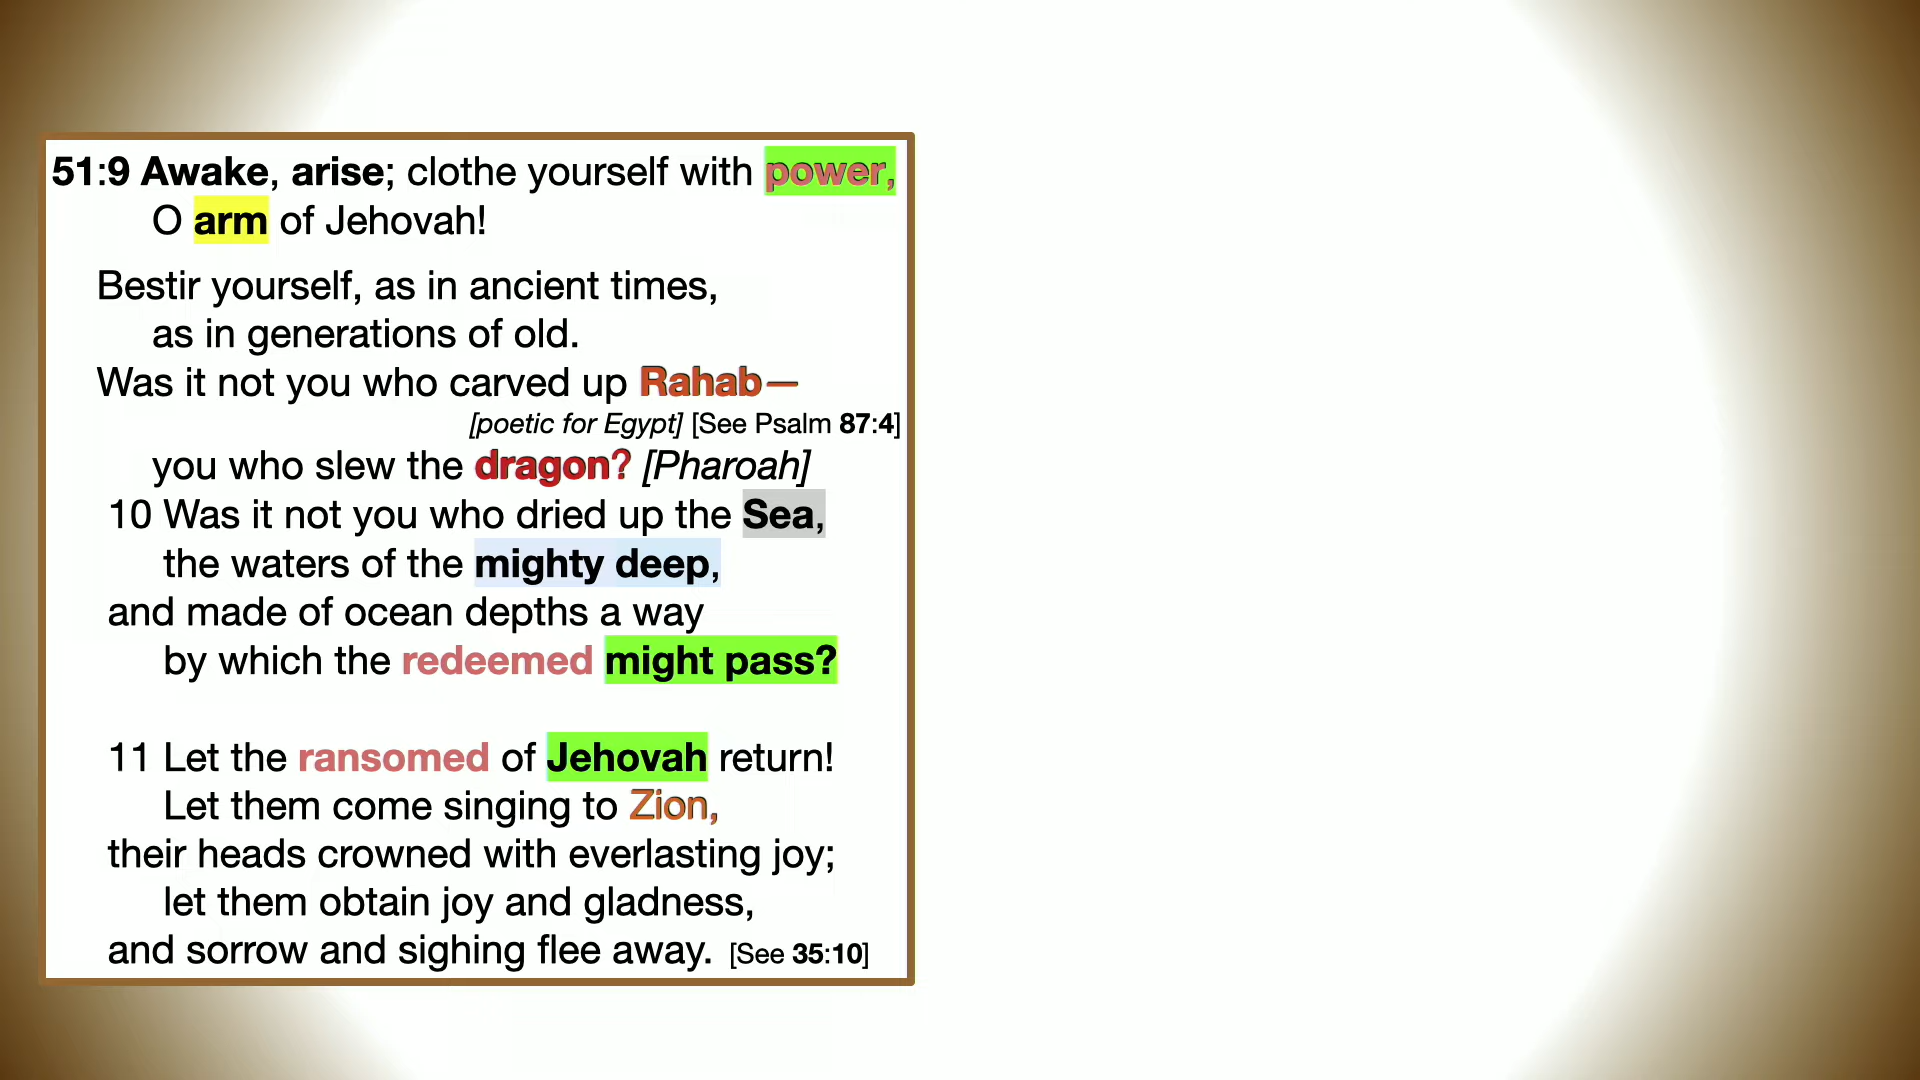 51:9 Awake, arise; clothe yourself with power,
O arm of Jehovah!
Bestir yourself, as in ancient times,
as in generations of old.
Was it not you who carved up Rahab—
[poetic for Egypt] [See Psalm 87:4]
you who slew the dragon? [Pharoah]
10 Was it not you who dried up the Sea,
the waters of the mighty deep,
and made of ocean depths a way
by which the redeemed might pass?
11 Let the ransomed of Jehovah return!
Let them come singing to Zion,
their heads crowned with everlasting joy;
let them obtain joy and gladness,
and sorrow and sighing flee away. [See 35:10]